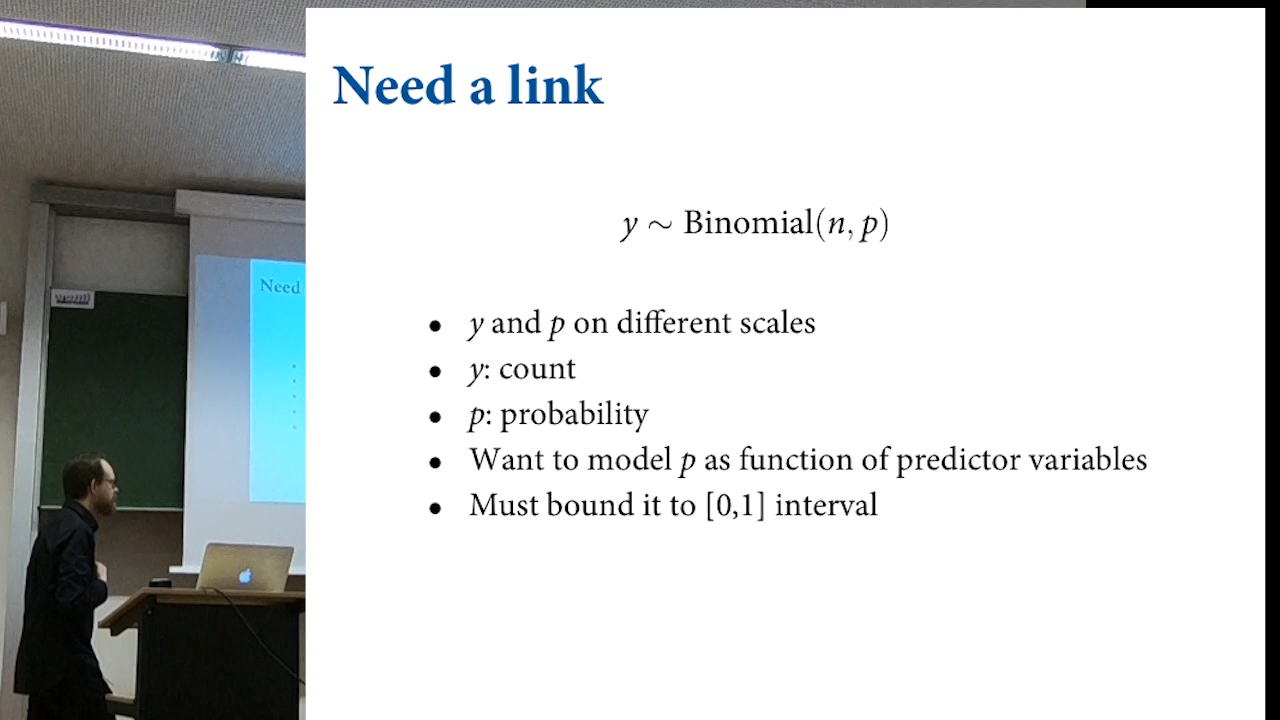 Need a link
y ~ Binomial(n, p)
• y and p on different scales
• y: count
• p: probability
• Want to model p as function of predictor variables
• Must bound it to [0,1] interval
Need